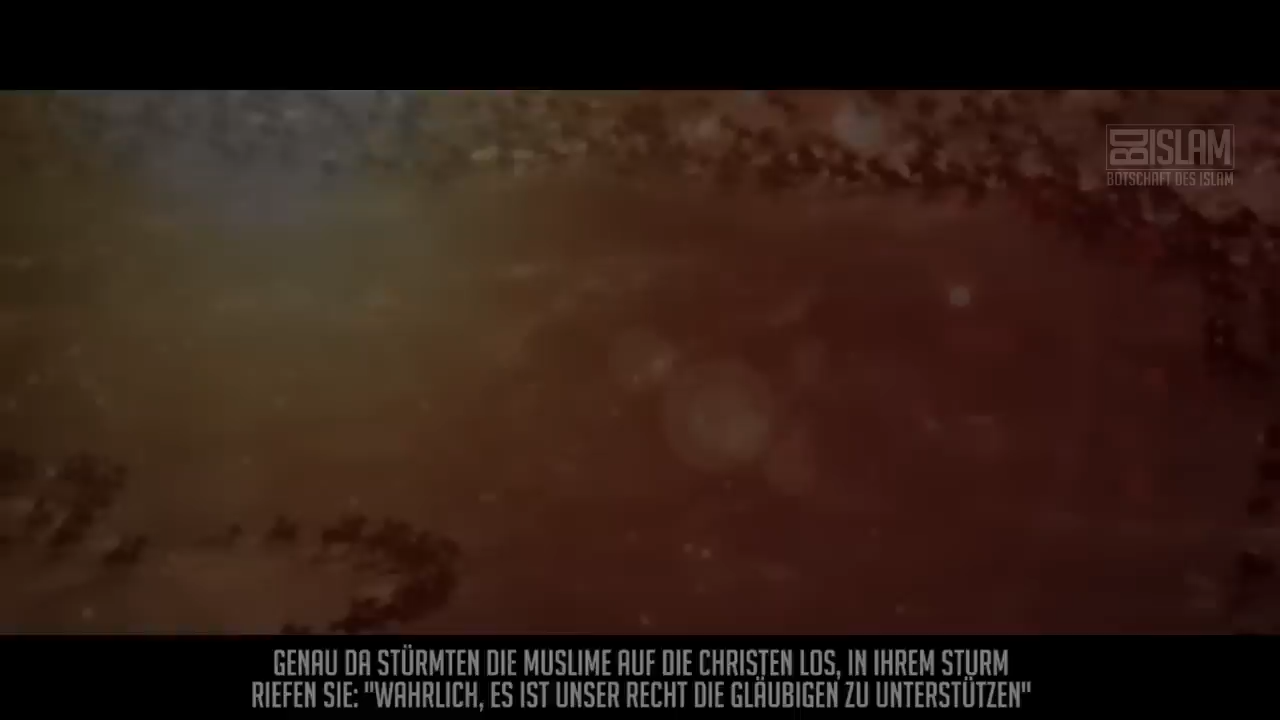 BDISLAM
BOTSCHAFT DES ISLAM
GENAU DA STÜRMTEN DIE MUSLIME AUF DIE CHRISTEN LOS, IN IHREM STURM
RIEFEN SIE: "WAHRLICH, ES IST UNSER RECHT DIE GLÄUBIGEN ZU UNTERSTÜTZEN"